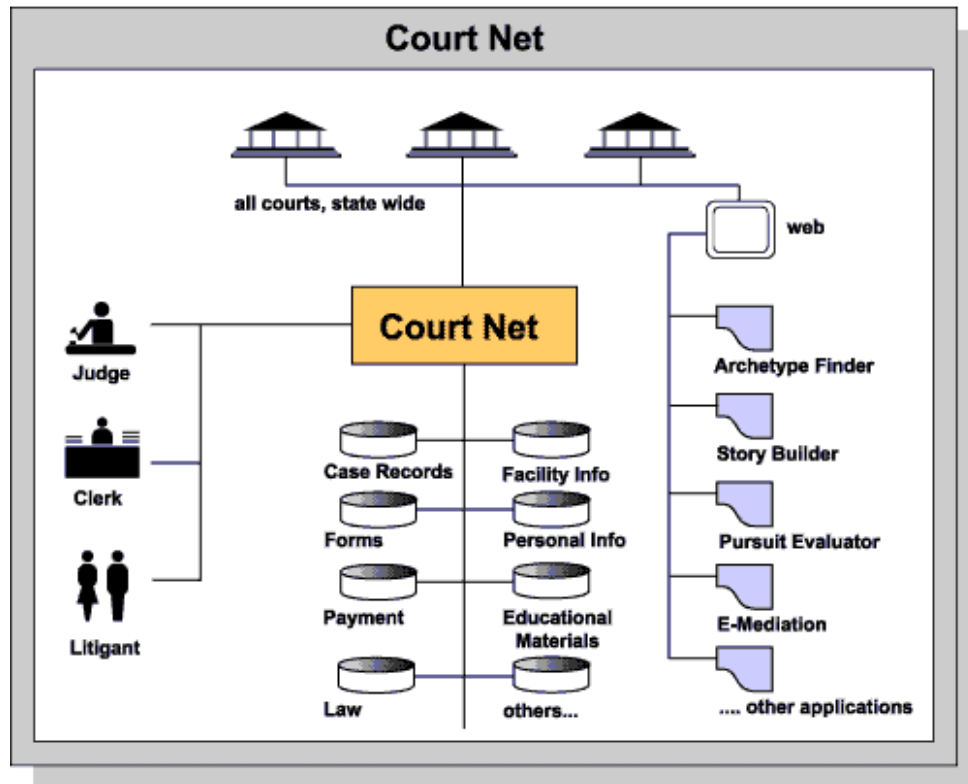 Court Net
all courts, state wide
web
Court Net
Judge
Clerk
Litigant
Case Records
Facility Info
Forms
Personal Info
Payment
Educational
Materials
Law
others...
Archetype Finder
Story Builder
Pursuit Evaluator
E-Mediation
.... other applications